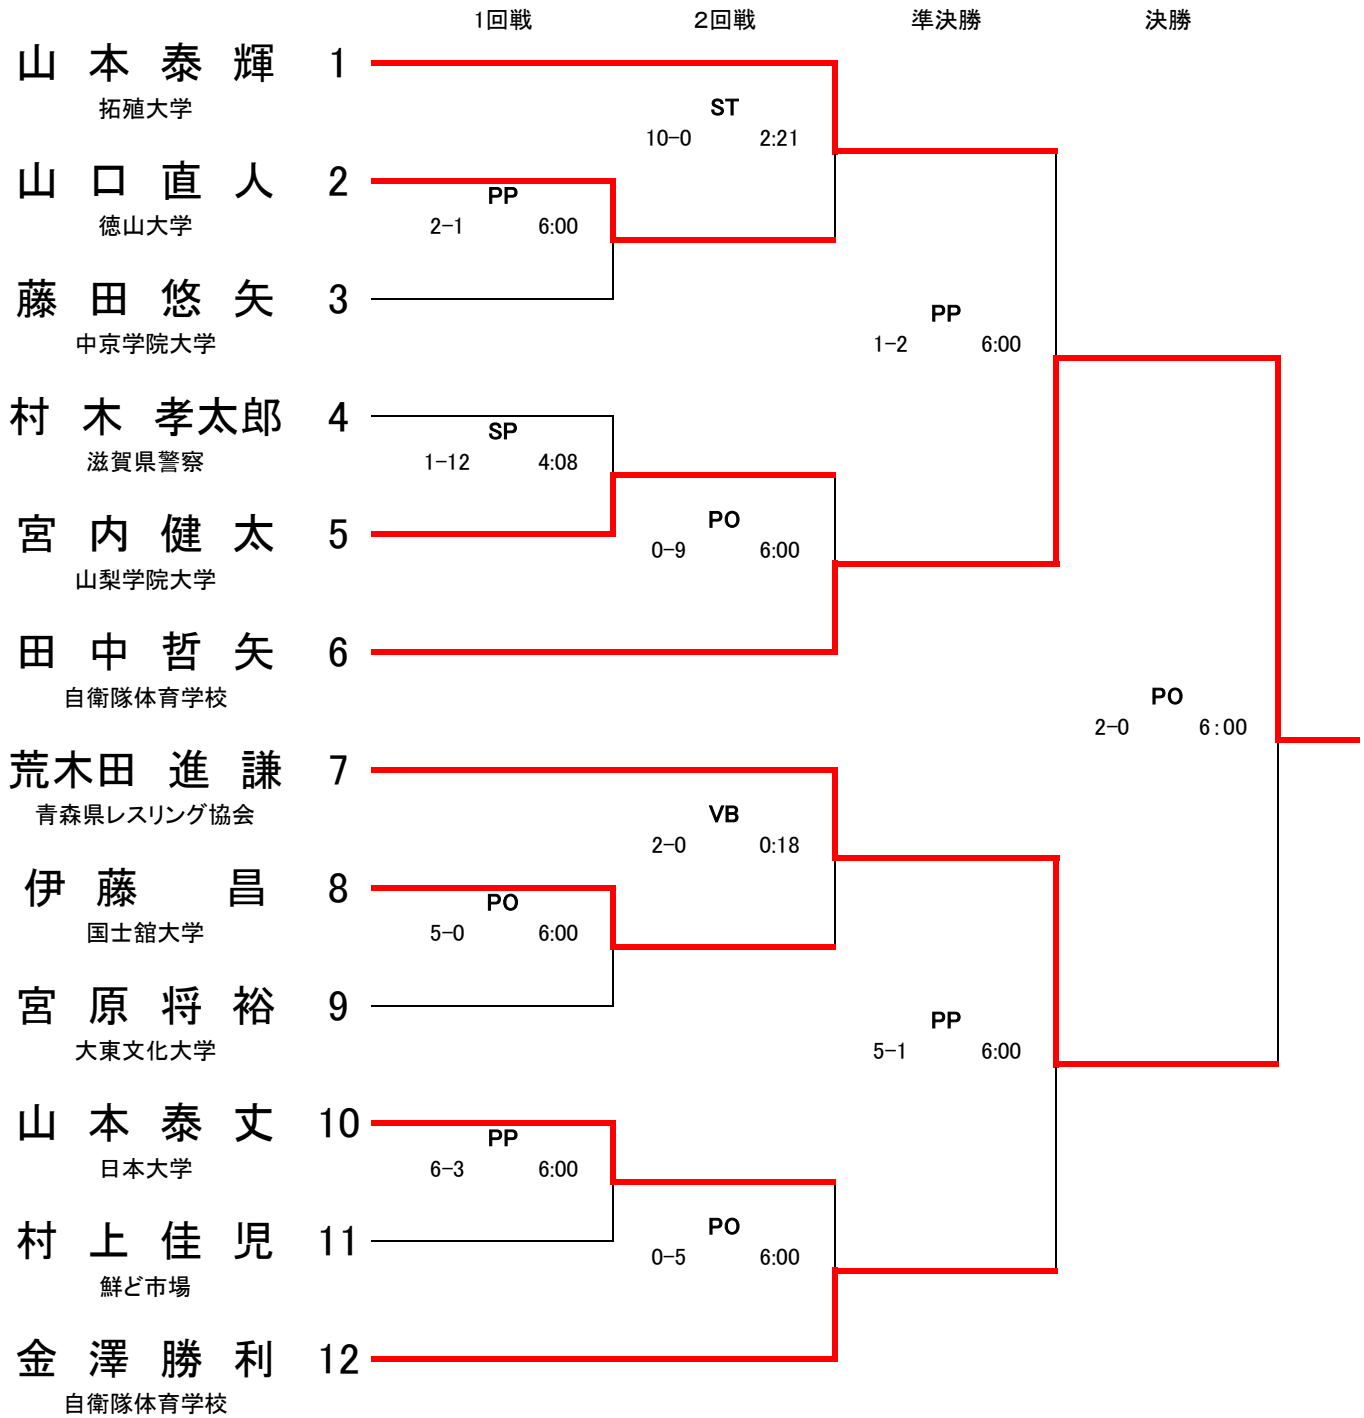 1回戦 2回戦 準決勝 決勝
山本泰輝 1
拓殖大学
ST
10-0 2:21
山口直人 2
PP
徳山大学
2-1 6:00
藤田悠矢 3
中京学院大学
PP
1-2 6:00
村木孝太郎 4
SP
滋賀県警察
1-12 4:08
宮内健太 5
PO
0-9 6:00
山梨学院大学
田中哲矢 6
自衛隊体育学校
PO
2-0 6:00
荒木田進謙 7
青森県レスリング協会
VB
2-0 0:18
伊藤昌 8
PO
国士舘大学
5-0 6:00
宮原将裕 9
大東文化大学
PP
5-1 6:00
山本泰丈 10
PP
日本大学
6-3 6:00
村上佳児 11
PO
0-5 6:00
鮮ど市場
金澤勝利 12
自衛隊体育学校